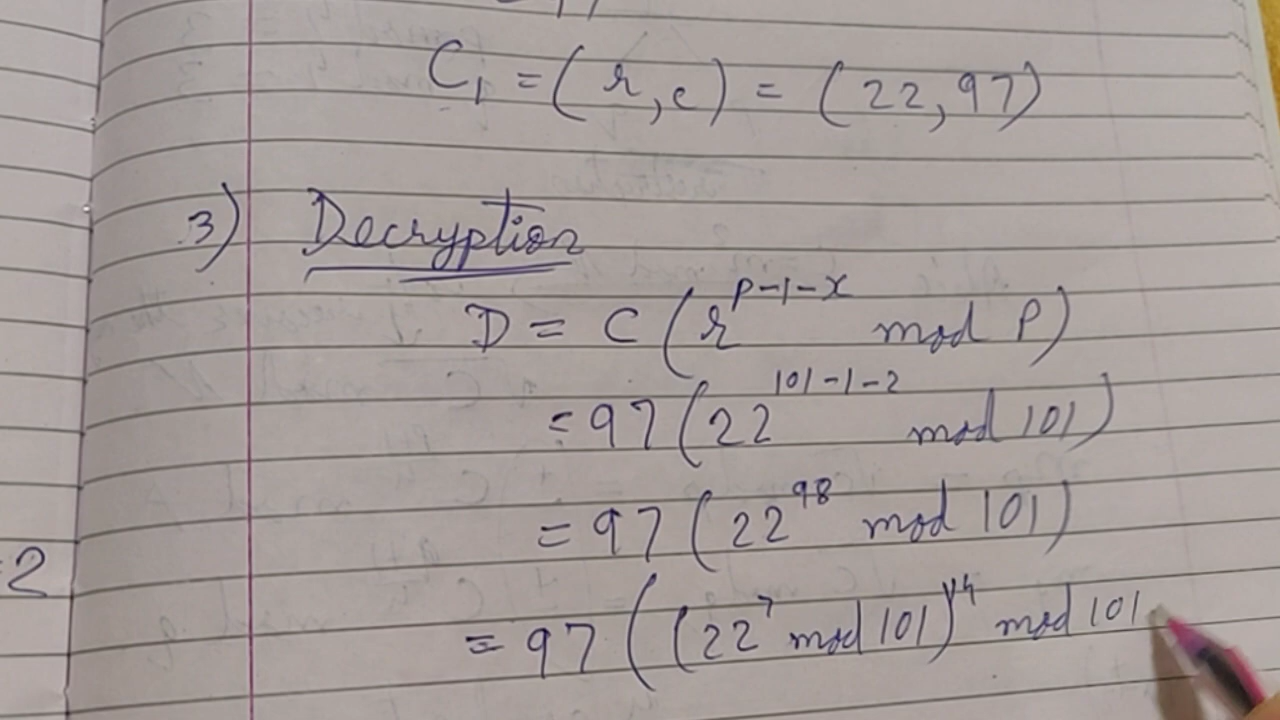 C₁ = (r, c) = (22, 97)
3) Decryption
D = C (r^{p-1-x} mod P)
= 97 (22^{101-1-2} mod 101)
= 97 (22^{98} mod 101)
2
= 97 ((22^7 mod 101)^{14} mod 101